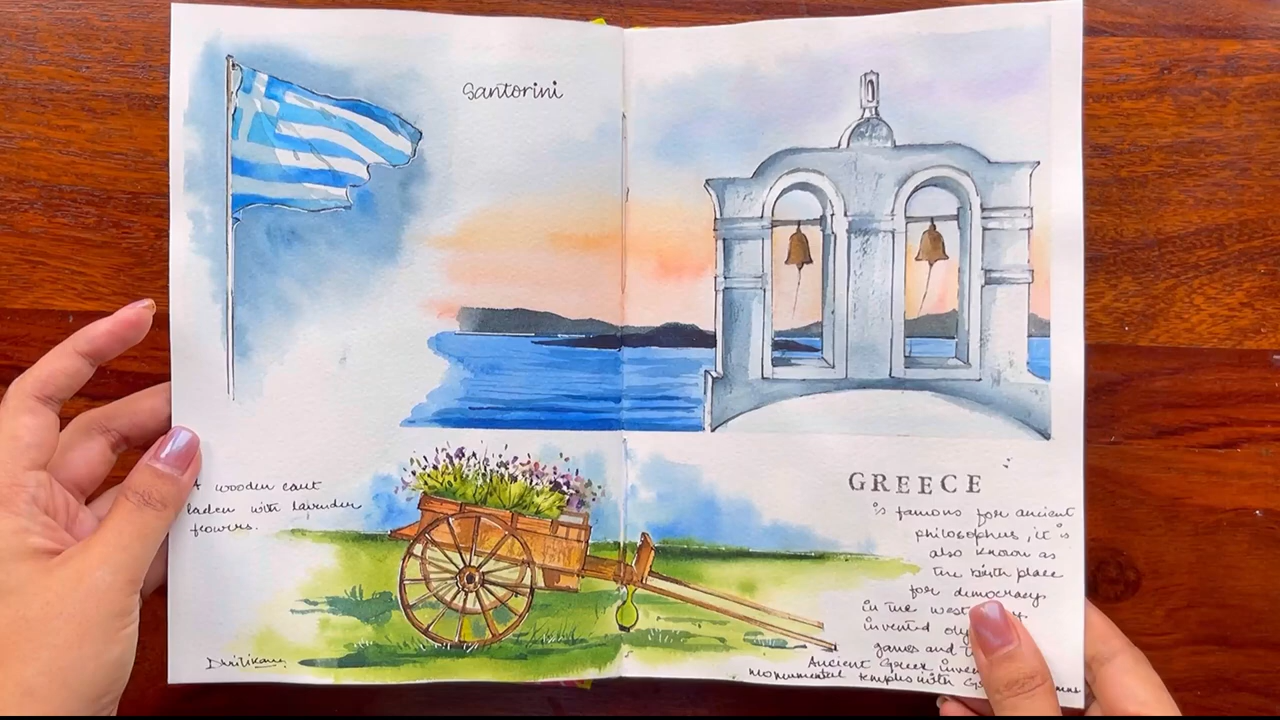 Santorini
A wooden cart
laden with lavender
flowers.
GREECE
is famous for ancient
philosophers, it is
also known as
the birth place
for democracy
in the west
invented
games and
Ancient Greek
monumental temples with